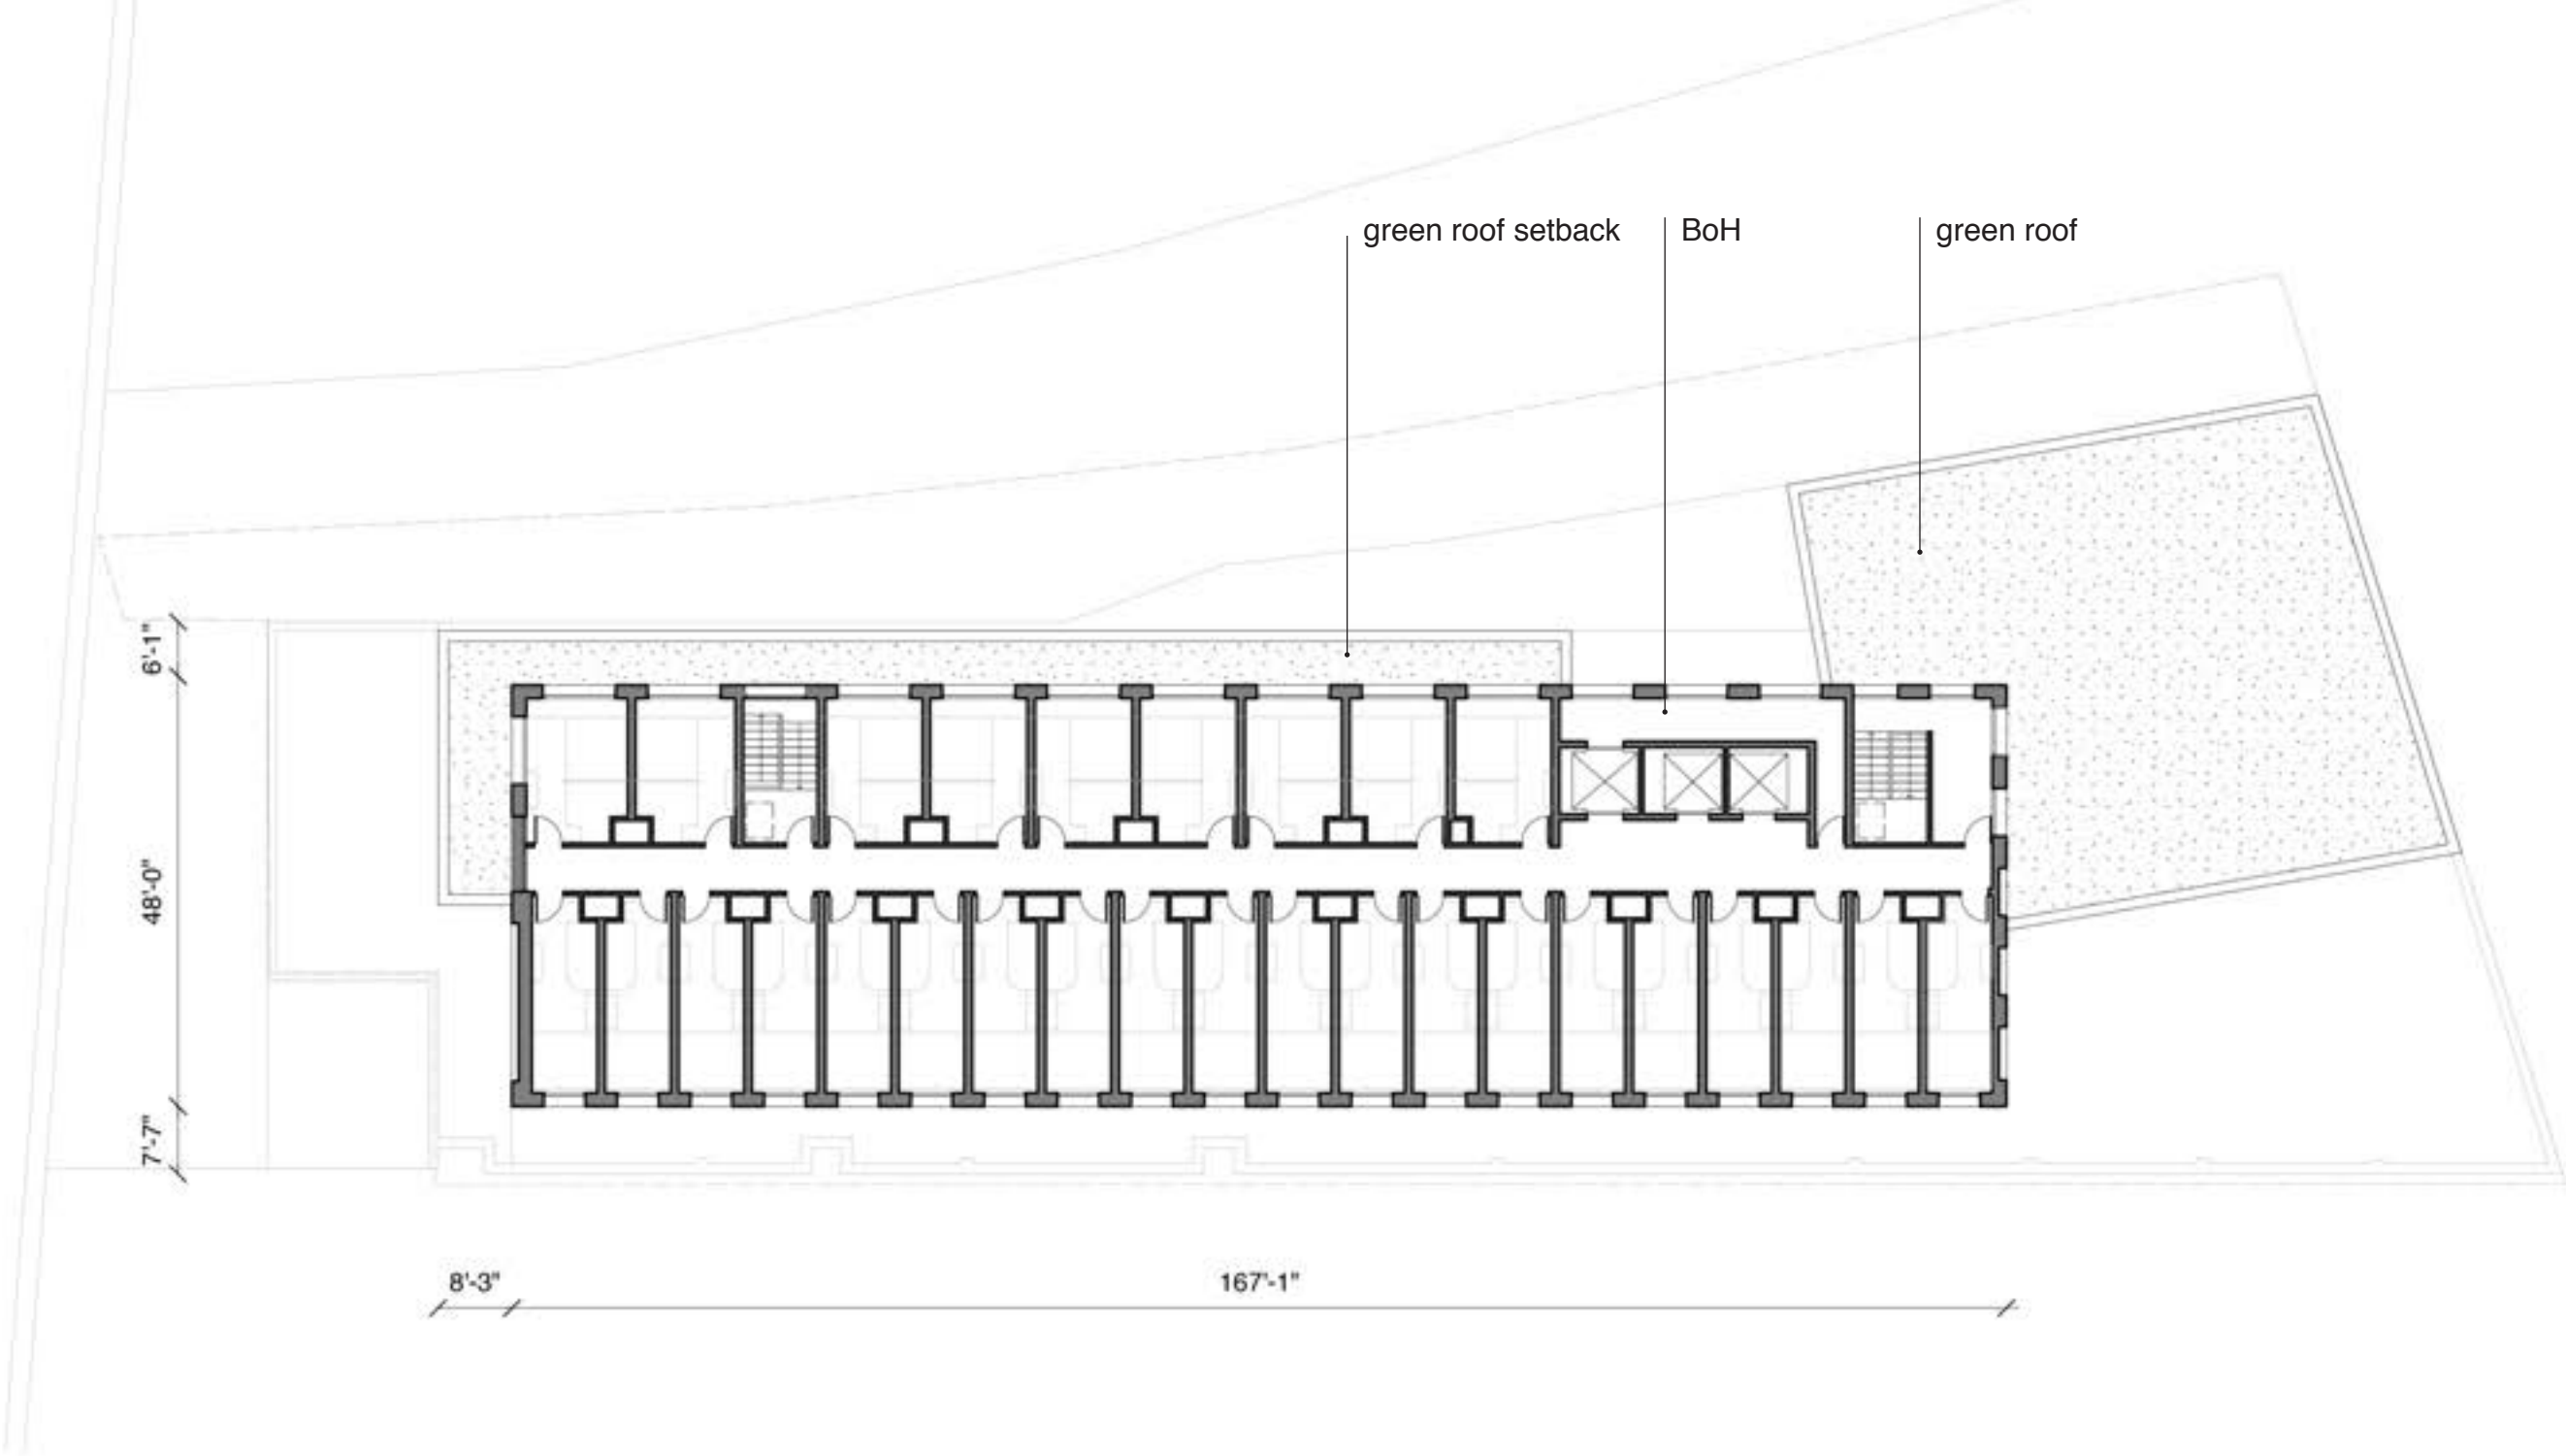 green roof setback
BoH
green roof
6'-1"
48'-0"
7'-7"
8'-3"
167'-1"